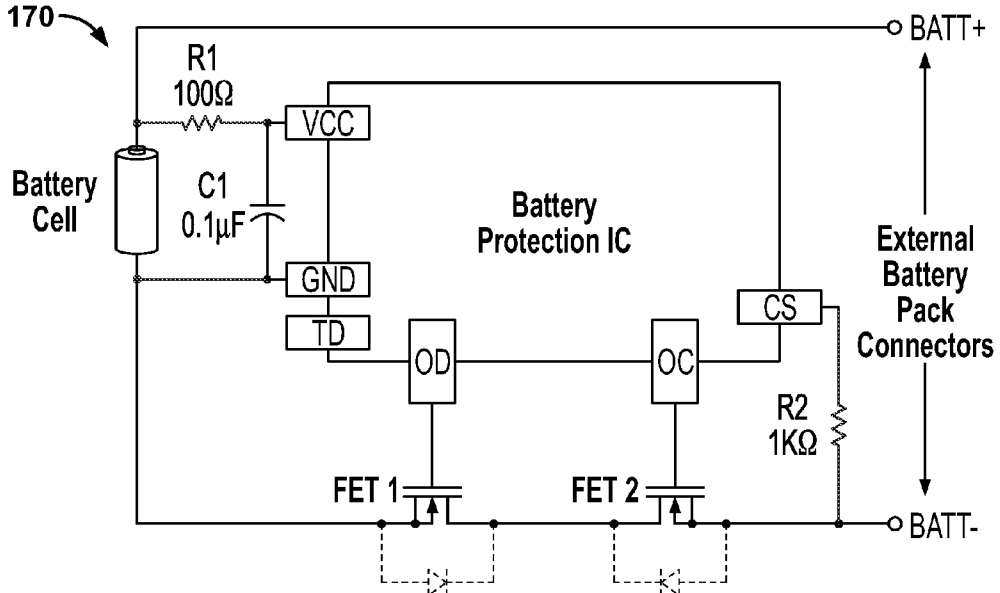 170
BATT+
R1
100Ω
VCC
Battery
Cell
C1
0.1μF
Battery
Protection IC
GND
TD
OD
OC
CS
External
Battery
Pack
Connectors
R2
1KΩ
FET 1
FET 2
BATT-